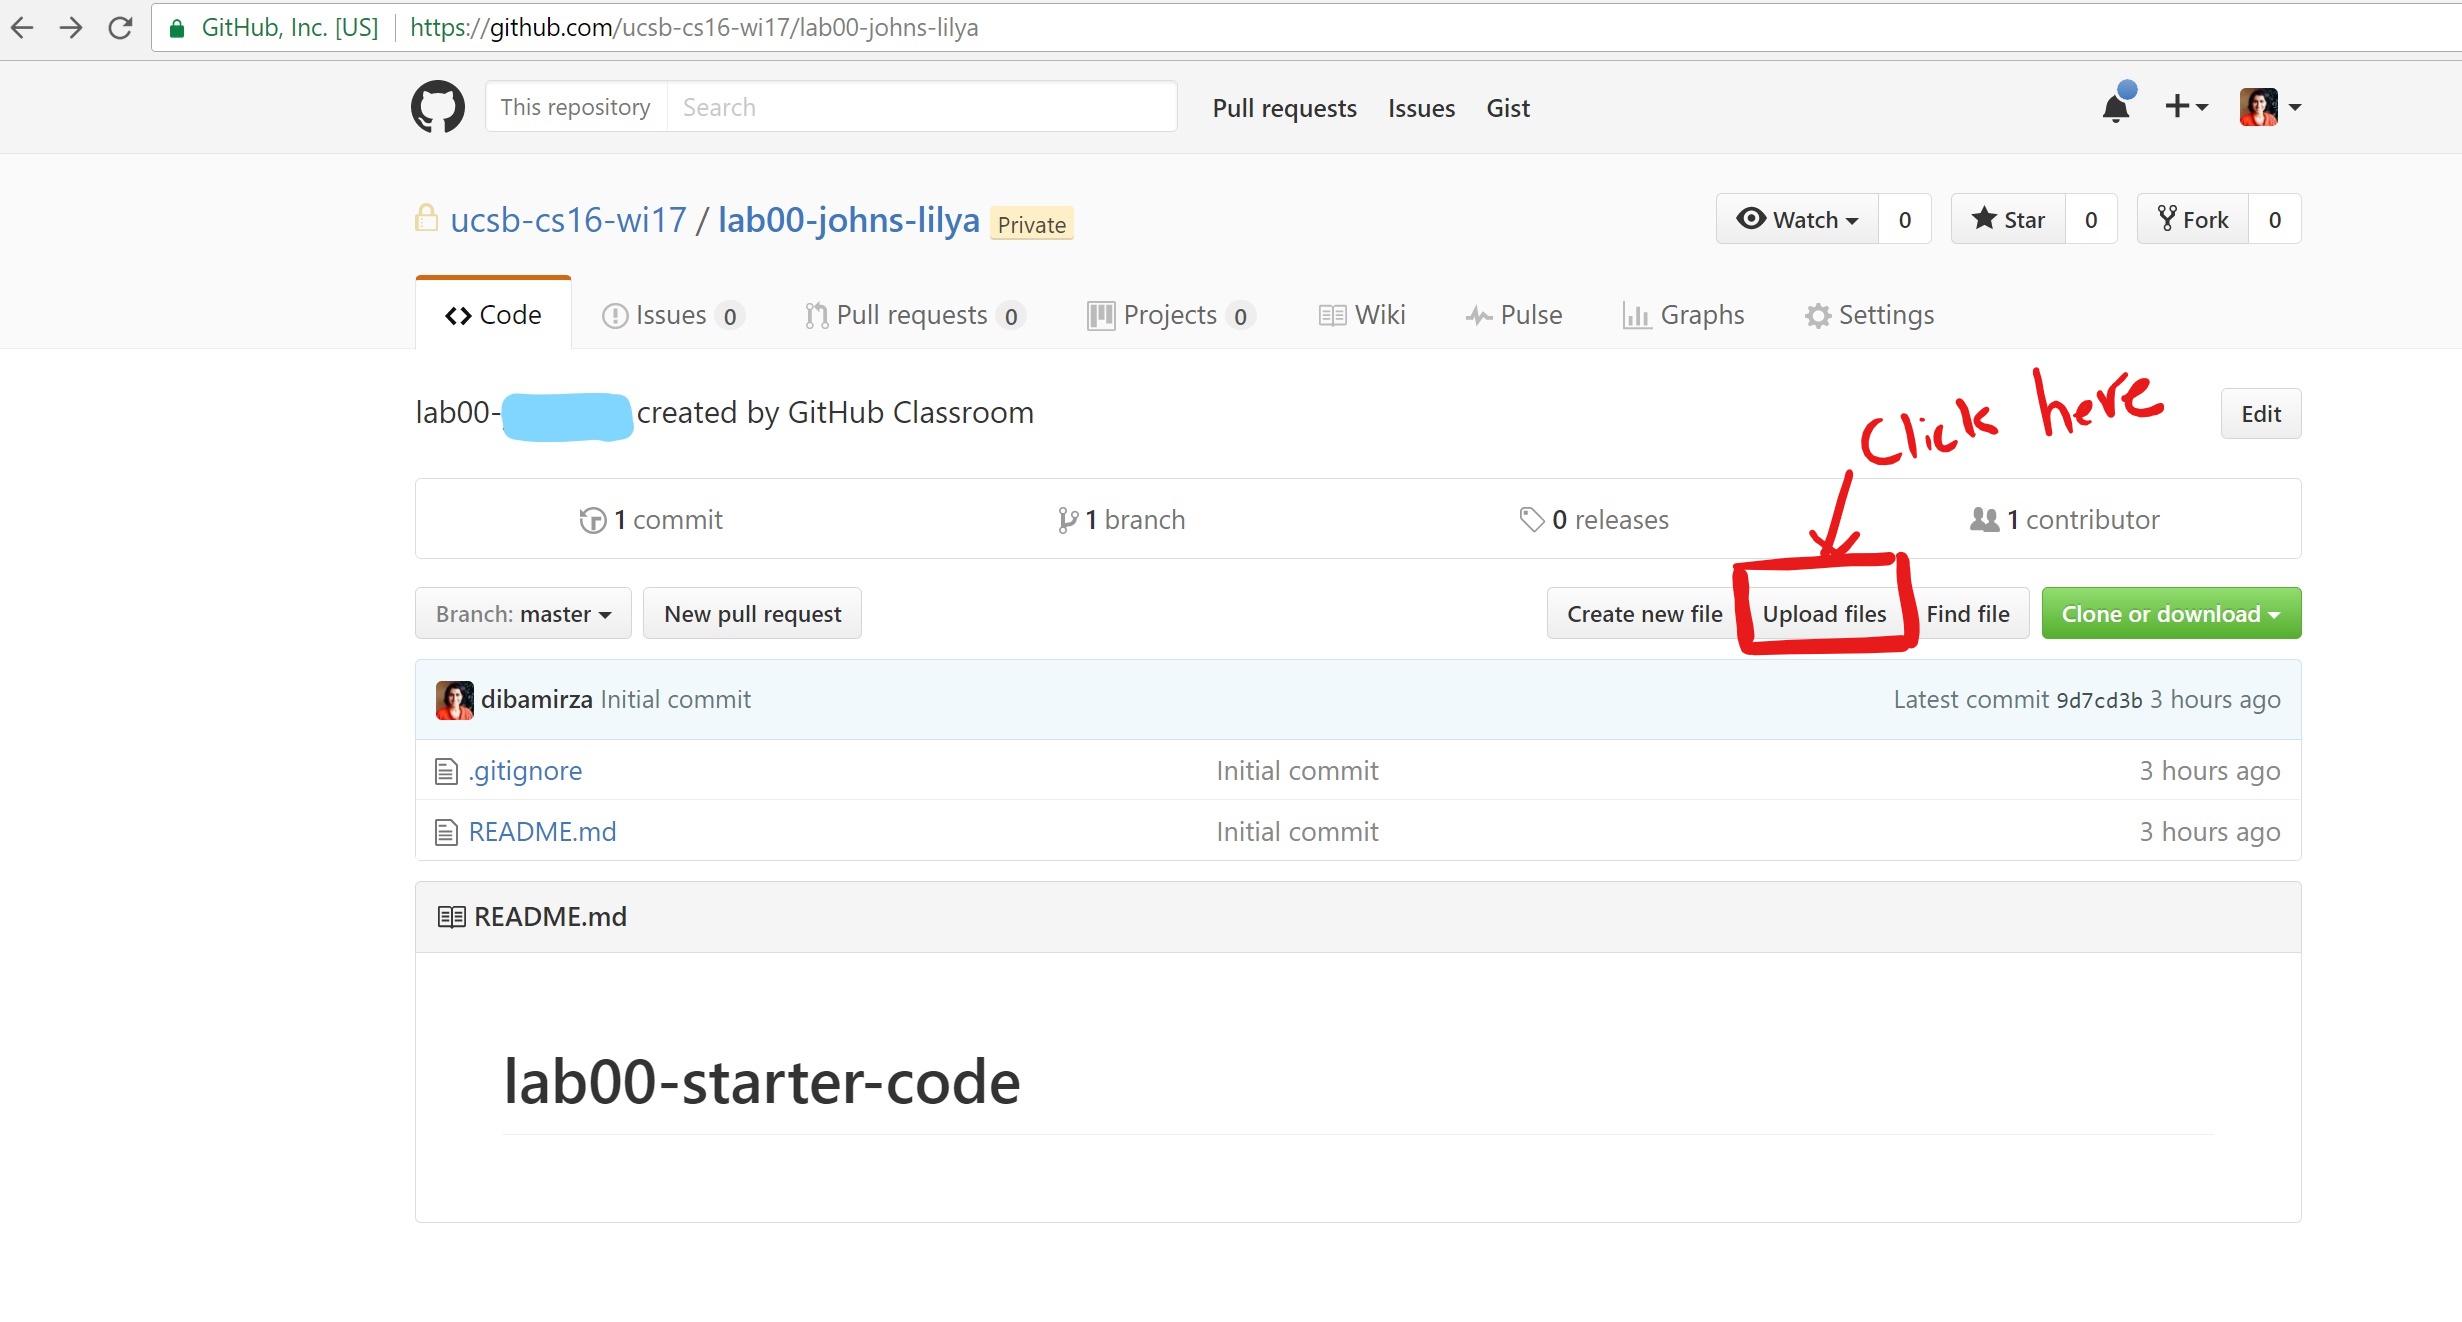 GitHub, Inc. [US] https://github.com/ucsb-cs16-wi17/lab00-johns-lilya
This repository Search Pull requests Issues Gist
ucsb-cs16-wi17 / lab00-johns-lilya Private Watch 0 Star 0 Fork 0
Code Issues 0 Pull requests 0 Projects 0 Wiki Pulse Graphs Settings
Click here
lab00- created by GitHub Classroom Edit
1 commit 1 branch 0 releases 1 contributor
Branch: master New pull request Create new file Upload files Find file Clone or download
dibamirza Initial commit Latest commit 9d7cd3b 3 hours ago
.gitignore Initial commit 3 hours ago
README.md Initial commit 3 hours ago
README.md
lab00-starter-code